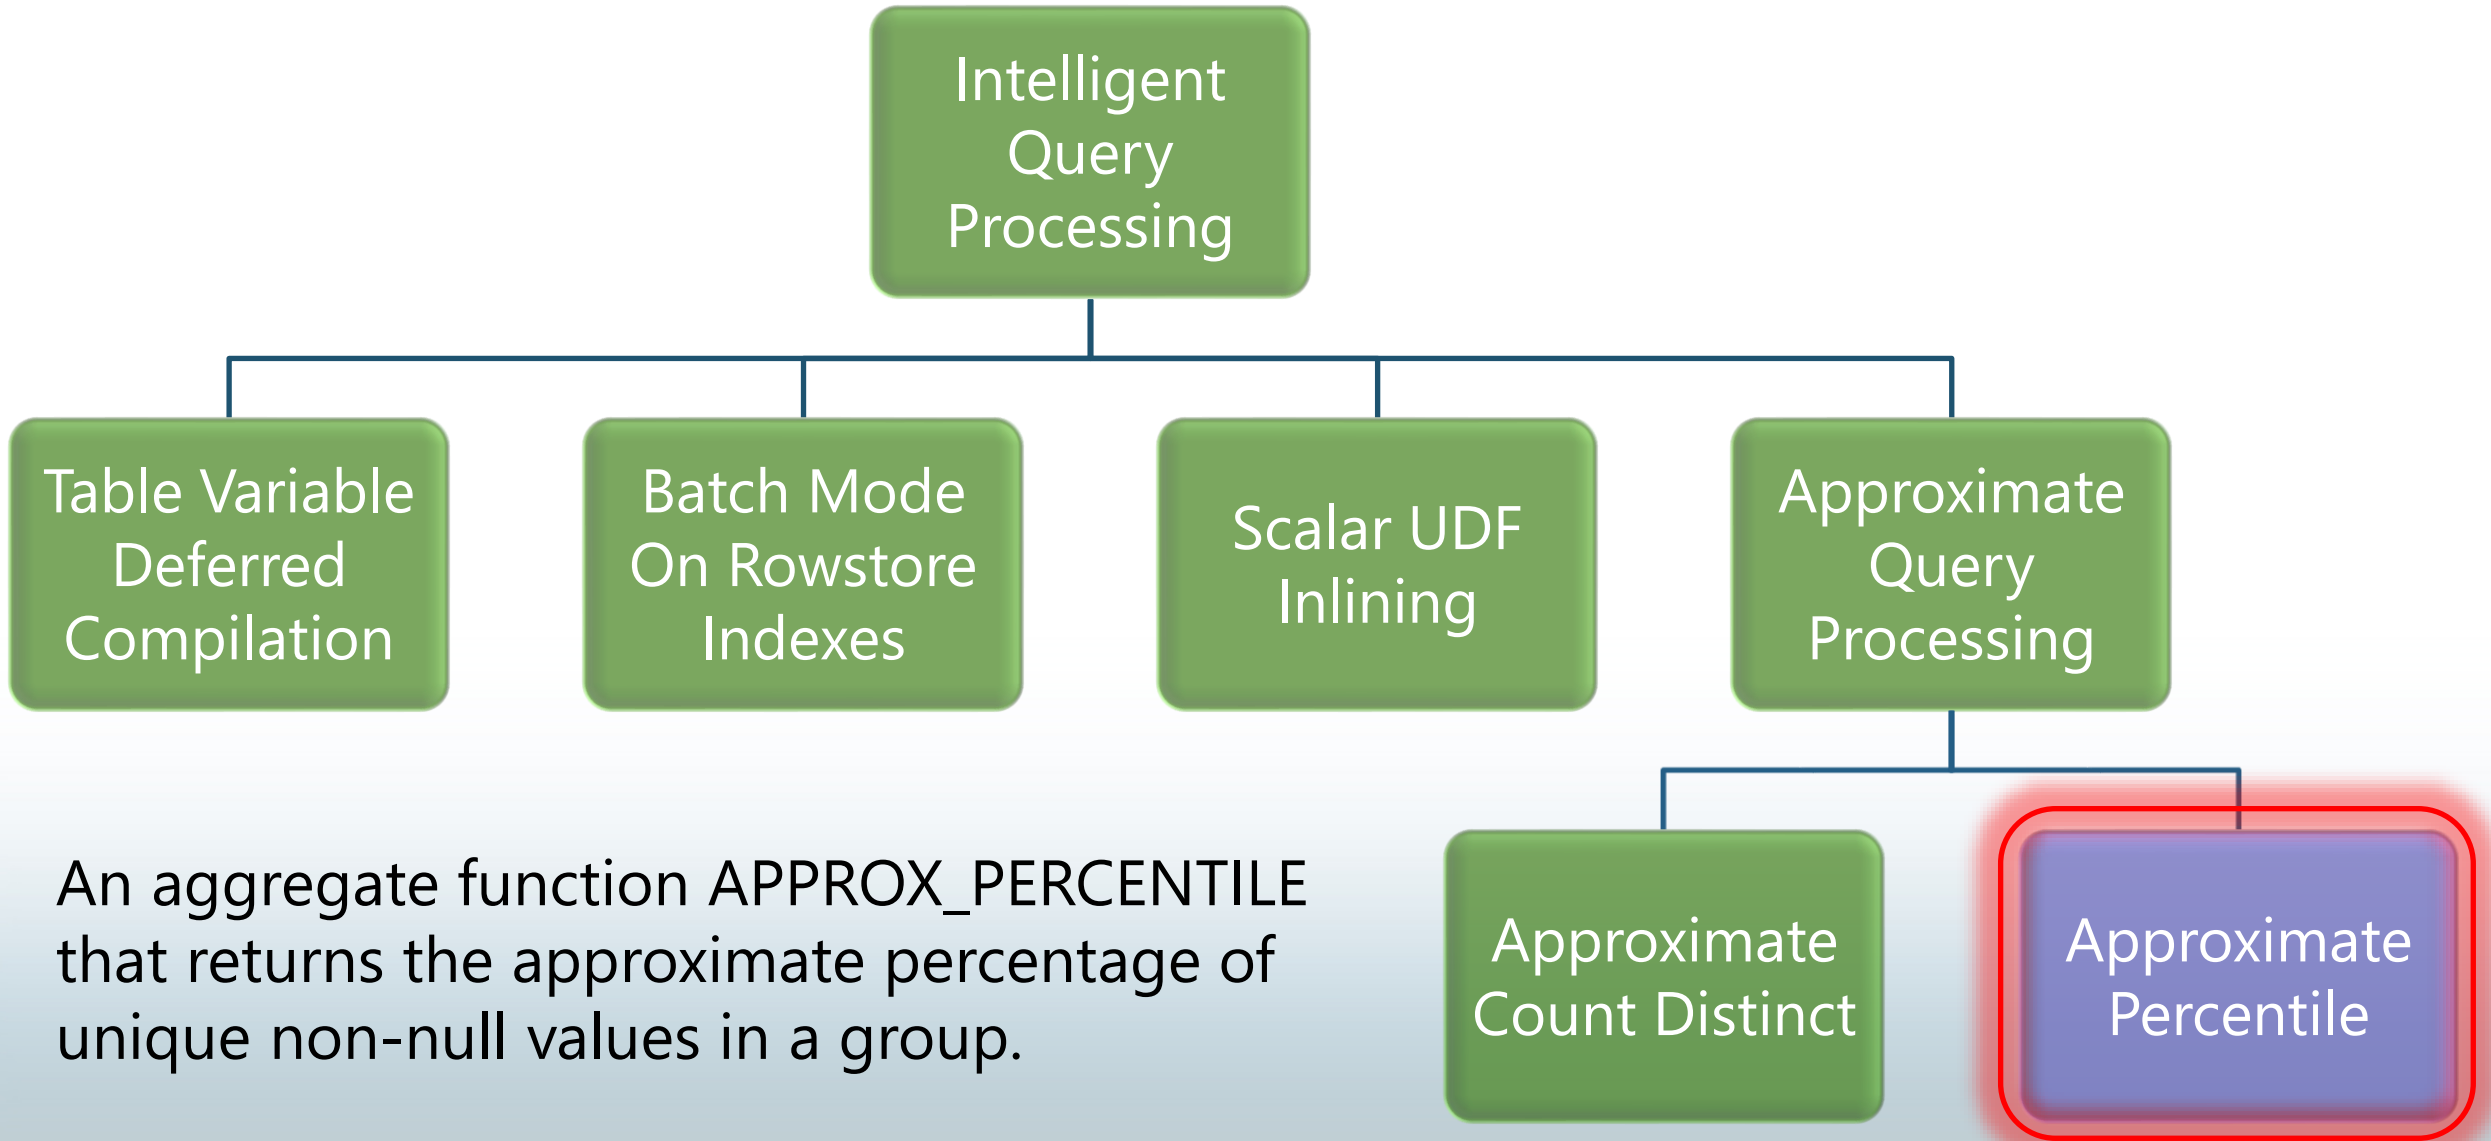 Intelligent
Query
Processing
Table Variable
Deferred
Compilation
Batch Mode
On Rowstore
Indexes
Scalar UDF
Inlining
Approximate
Query
Processing
An aggregate function APPROX_PERCENTILE
that returns the approximate percentage of
unique non-null values in a group.
Approximate
Count Distinct
Approximate
Percentile